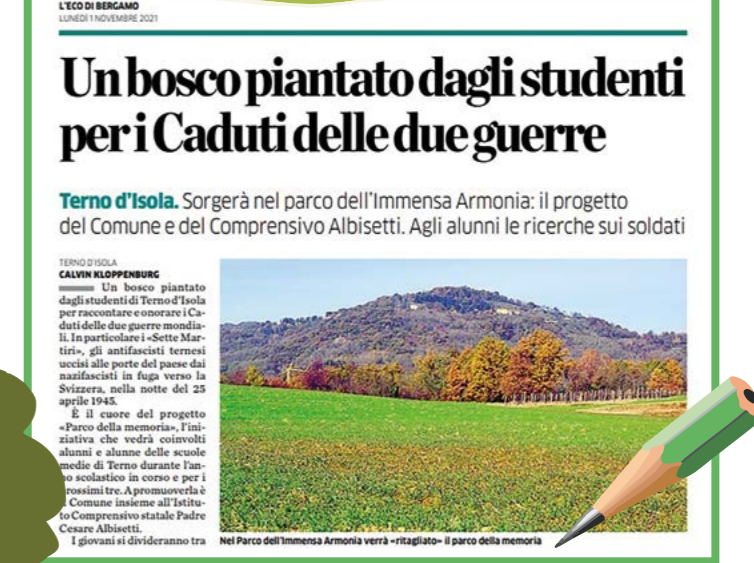 L'ECO DI BERGAMO
LUNEDÌ 1 NOVEMBRE 2021
Un bosco piantato dagli studenti
per i Caduti delle due guerre
Terno d'Isola. Sorgerà nel parco dell'Immensa Armonia: il progetto
del Comune e del Comprensivo Albisetti. Agli alunni le ricerche sui soldati
TERNO D'ISOLA
CALVIN KLOPPENBURG
Un bosco piantato
dagli studenti di Terno d'Isola
per raccontare e onorare i Ca-
duti delle due guerre mondia-
li. In particolare i «Sette Mar-
tiri», gli antifascisti ternesi
uccisi alle porte del paese dai
nazifascisti in fuga verso la
Svizzera, nella notte del 25
aprile 1945.
È il cuore del progetto
«Parco della memoria», l'ini-
ziativa che vedrà coinvolti
alunni e alunne delle scuole
medie di Terno durante l'an-
no scolastico in corso e per i
prossimi tre. A promuoverla è
il Comune insieme all'Istitu-
to Comprensivo statale Padre
Cesare Albisetti.
I giovani si divideranno tra
Nel Parco dell'Immensa Armonia verrà «ritagliato» il parco della memoria